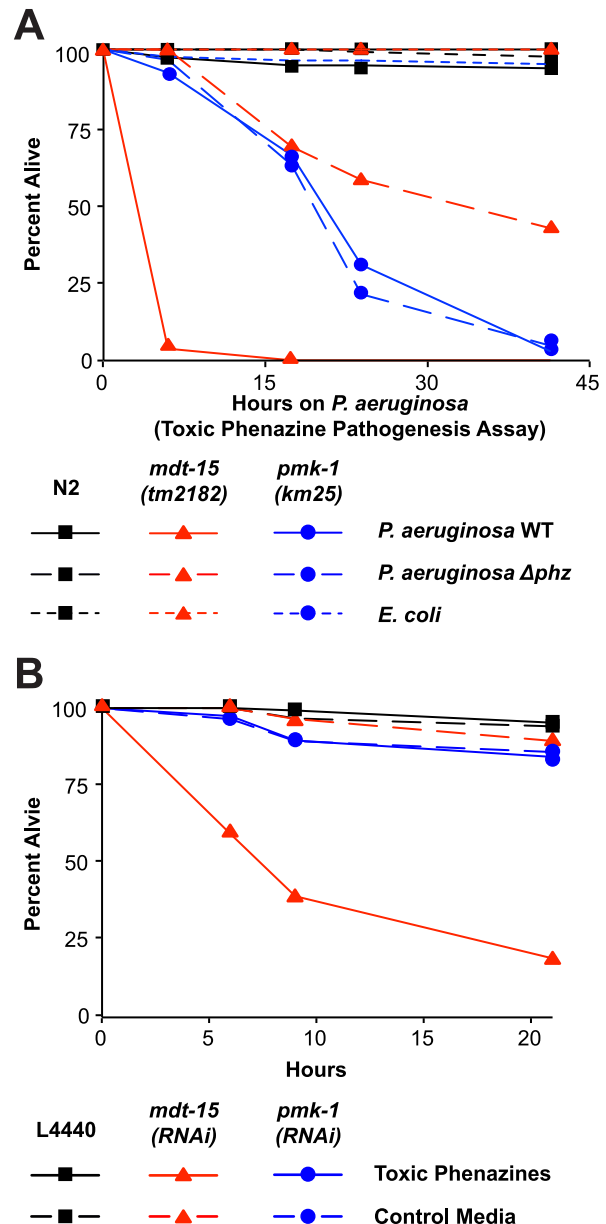 A
100
75
50
25
0
Percent Alive
0 15 30 45
Hours on P. aeruginosa
(Toxic Phenazine Pathogenesis Assay)
N2
mdt-15
(tm2182)
pmk-1
(km25)
P. aeruginosa WT
P. aeruginosa Δphz
E. coli
B
100
75
50
25
0
Percent Alvie
0 5 10 15 20
Hours
L4440
mdt-15
(RNAi)
pmk-1
(RNAi)
Toxic Phenazines
Control Media